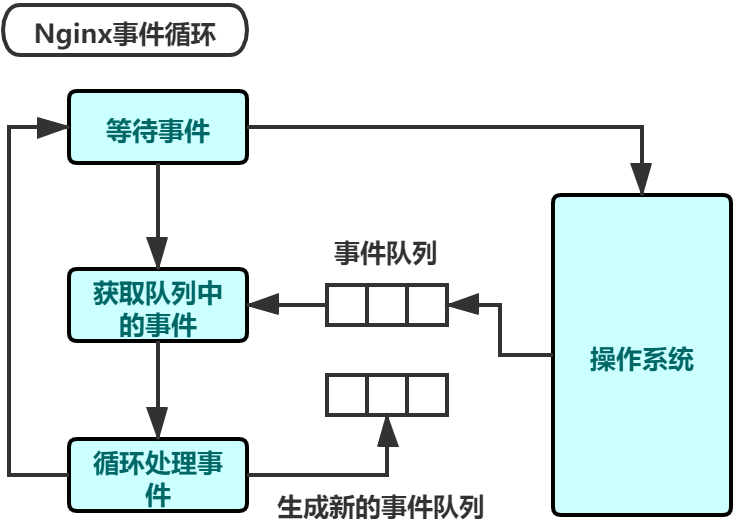 Nginx事件循环
等待事件
事件队列
获取队列中
的事件
操作系统
循环处理事
件
生成新的事件队列